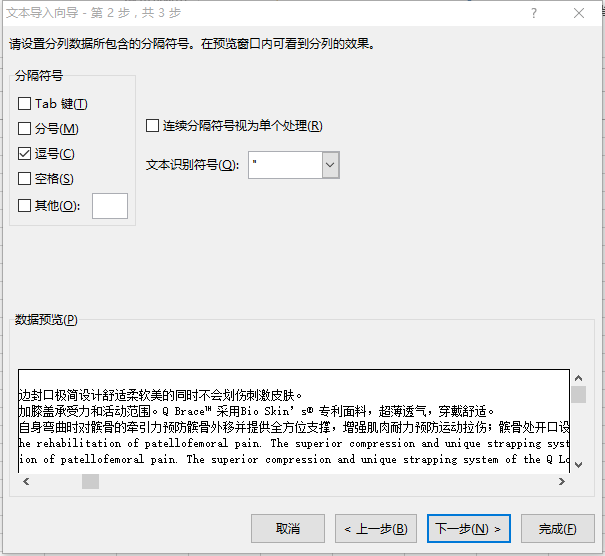 文本导入向导 - 第 2 步，共 3 步
请设置分列数据所包含的分隔符号。在预览窗口内可看到分列的效果。
分隔符号
Tab 键(T)
分号(M)
逗号(C)
空格(S)
其他(O):
连续分隔符号视为单个处理(R)
文本识别符号(Q): "
数据预览(P)
边封口极简设计舒适柔软美的同时不会划伤刺激皮肤。
加膝盖承受力和活动范围。Q Brace™ 采用Bio Skin’s® 专利面料，超薄透气，穿戴舒适。
自身弯曲时对髌骨的牵引力预防髌骨外移并提供全方位支撑，增强肌肉耐力预防运动拉伤；髌骨处开口设
he rehabilitation of patellofemoral pain. The superior compression and unique strapping syst
ion of patellofemoral pain. The superior compression and unique strapping system of the Q Lo
取消
< 上一步(B)
下一步(N) >
完成(F)